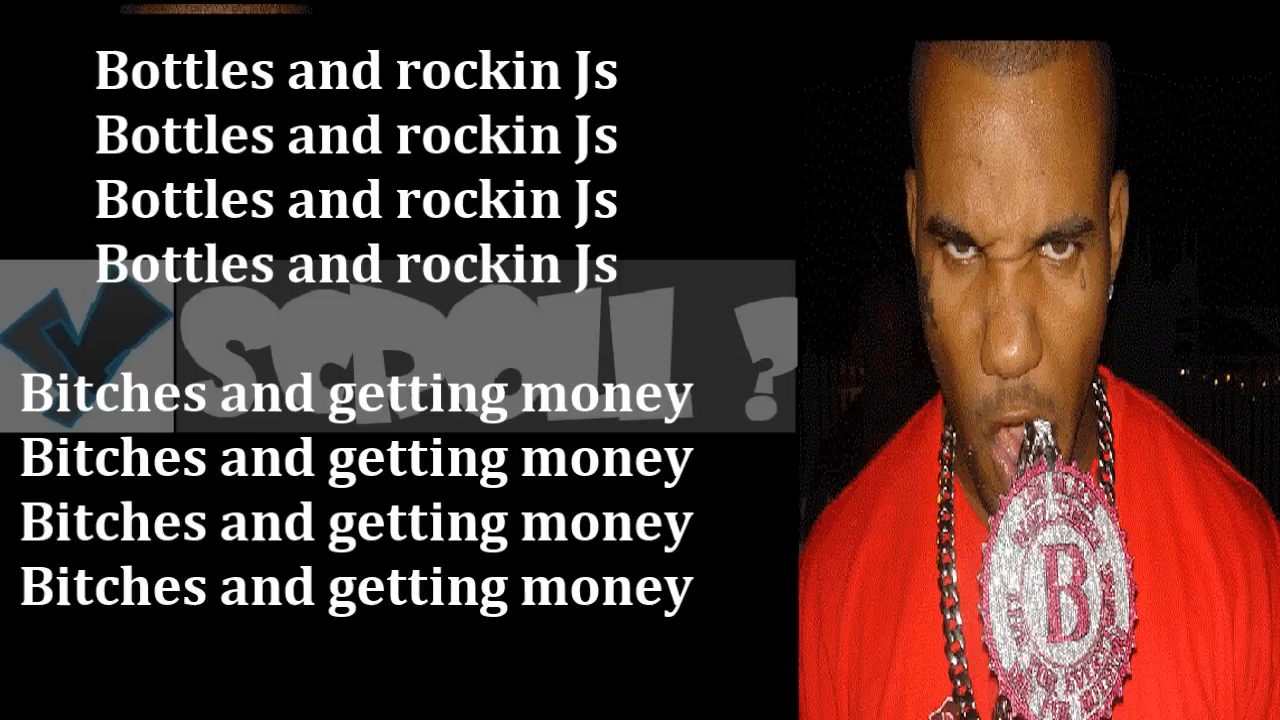 Bottles and rockin Js
Bottles and rockin Js
Bottles and rockin Js
Bottles and rockin Js
SCROLL ?
Bitches and getting money
Bitches and getting money
Bitches and getting money
Bitches and getting money
B